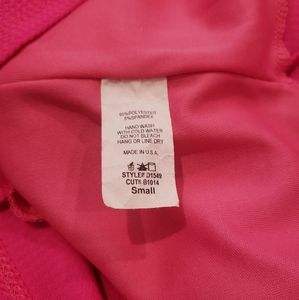 95%POLYESTER
5%SPANDEX
HAND WASH
WITH COLD WATER
DO NOT BLEACH
HANG OR LINE DRY
MADE IN U.S.A.
STYLE# D1549
CUT# B1014
Small